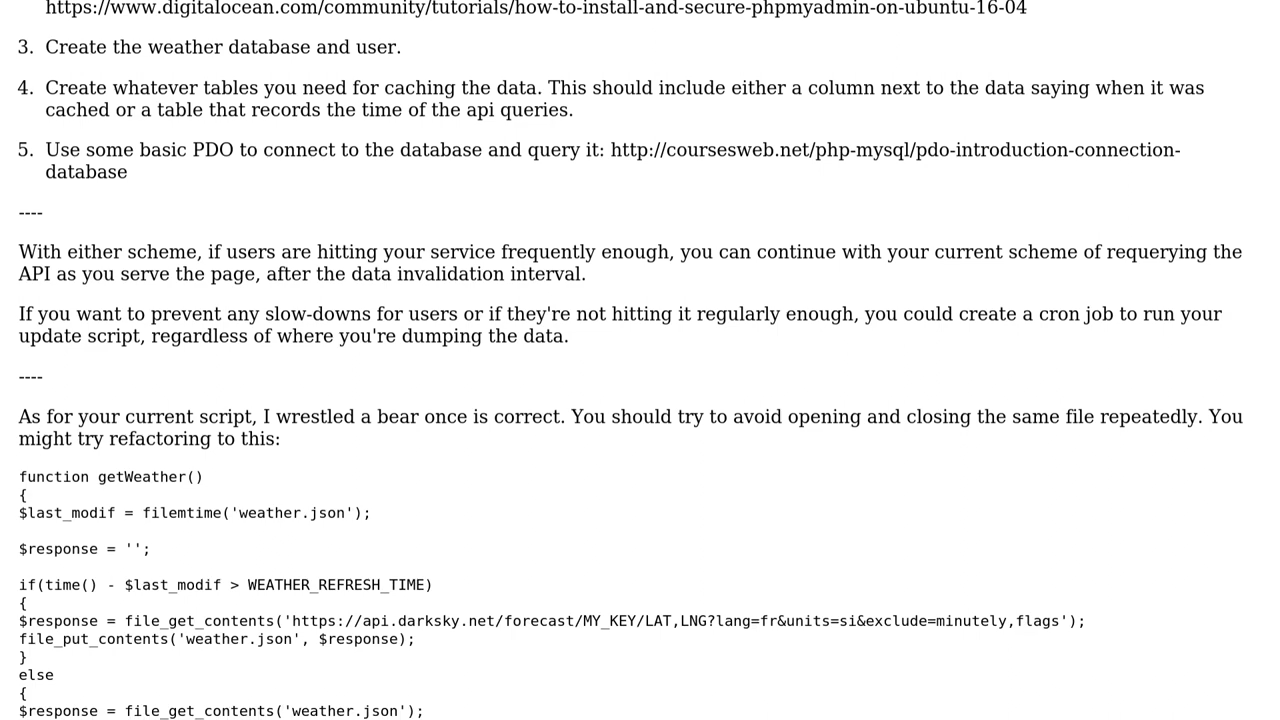 https://www.digitalocean.com/community/tutorials/how-to-install-and-secure-phpmyadmin-on-ubuntu-16-04
3. Create the weather database and user.
4. Create whatever tables you need for caching the data. This should include either a column next to the data saying when it was
cached or a table that records the time of the api queries.
5. Use some basic PDO to connect to the database and query it: http://coursesweb.net/php-mysql/pdo-introduction-connection-
database
----
With either scheme, if users are hitting your service frequently enough, you can continue with your current scheme of requerying the
API as you serve the page, after the data invalidation interval.
If you want to prevent any slow-downs for users or if they're not hitting it regularly enough, you could create a cron job to run your
update script, regardless of where you're dumping the data.
----
As for your current script, I wrestled a bear once is correct. You should try to avoid opening and closing the same file repeatedly. You
might try refactoring to this:
function getWeather()
{
$last_modif = filemtime('weather.json');
$response = '';
if(time() - $last_modif > WEATHER_REFRESH_TIME)
{
$response = file_get_contents('https://api.darksky.net/forecast/MY_KEY/LAT,LNG?lang=fr&units=si&exclude=minutely,flags');
file_put_contents('weather.json', $response);
}
else
{
$response = file_get_contents('weather.json');